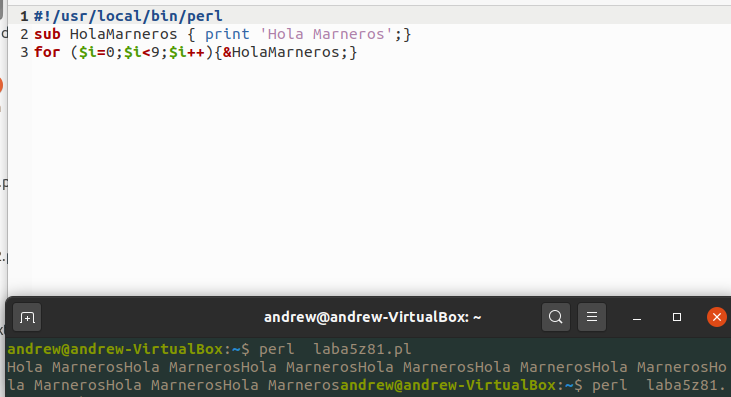 1 #!/usr/local/bin/perl
2 sub HolaMarneros { print 'Hola Marneros';}
3 for ($i=0;$i<9;$i++){&HolaMarneros;}
andrew@andrew-VirtualBox: ~
andrew@andrew-VirtualBox:~$ perl  laba5z81.pl
Hola MarnerosHola MarnerosHola MarnerosHola MarnerosHola MarnerosHola MarnerosHo
la MarnerosHola MarnerosHola Marnerosandrew@andrew-VirtualBox:~$ perl  laba5z81.